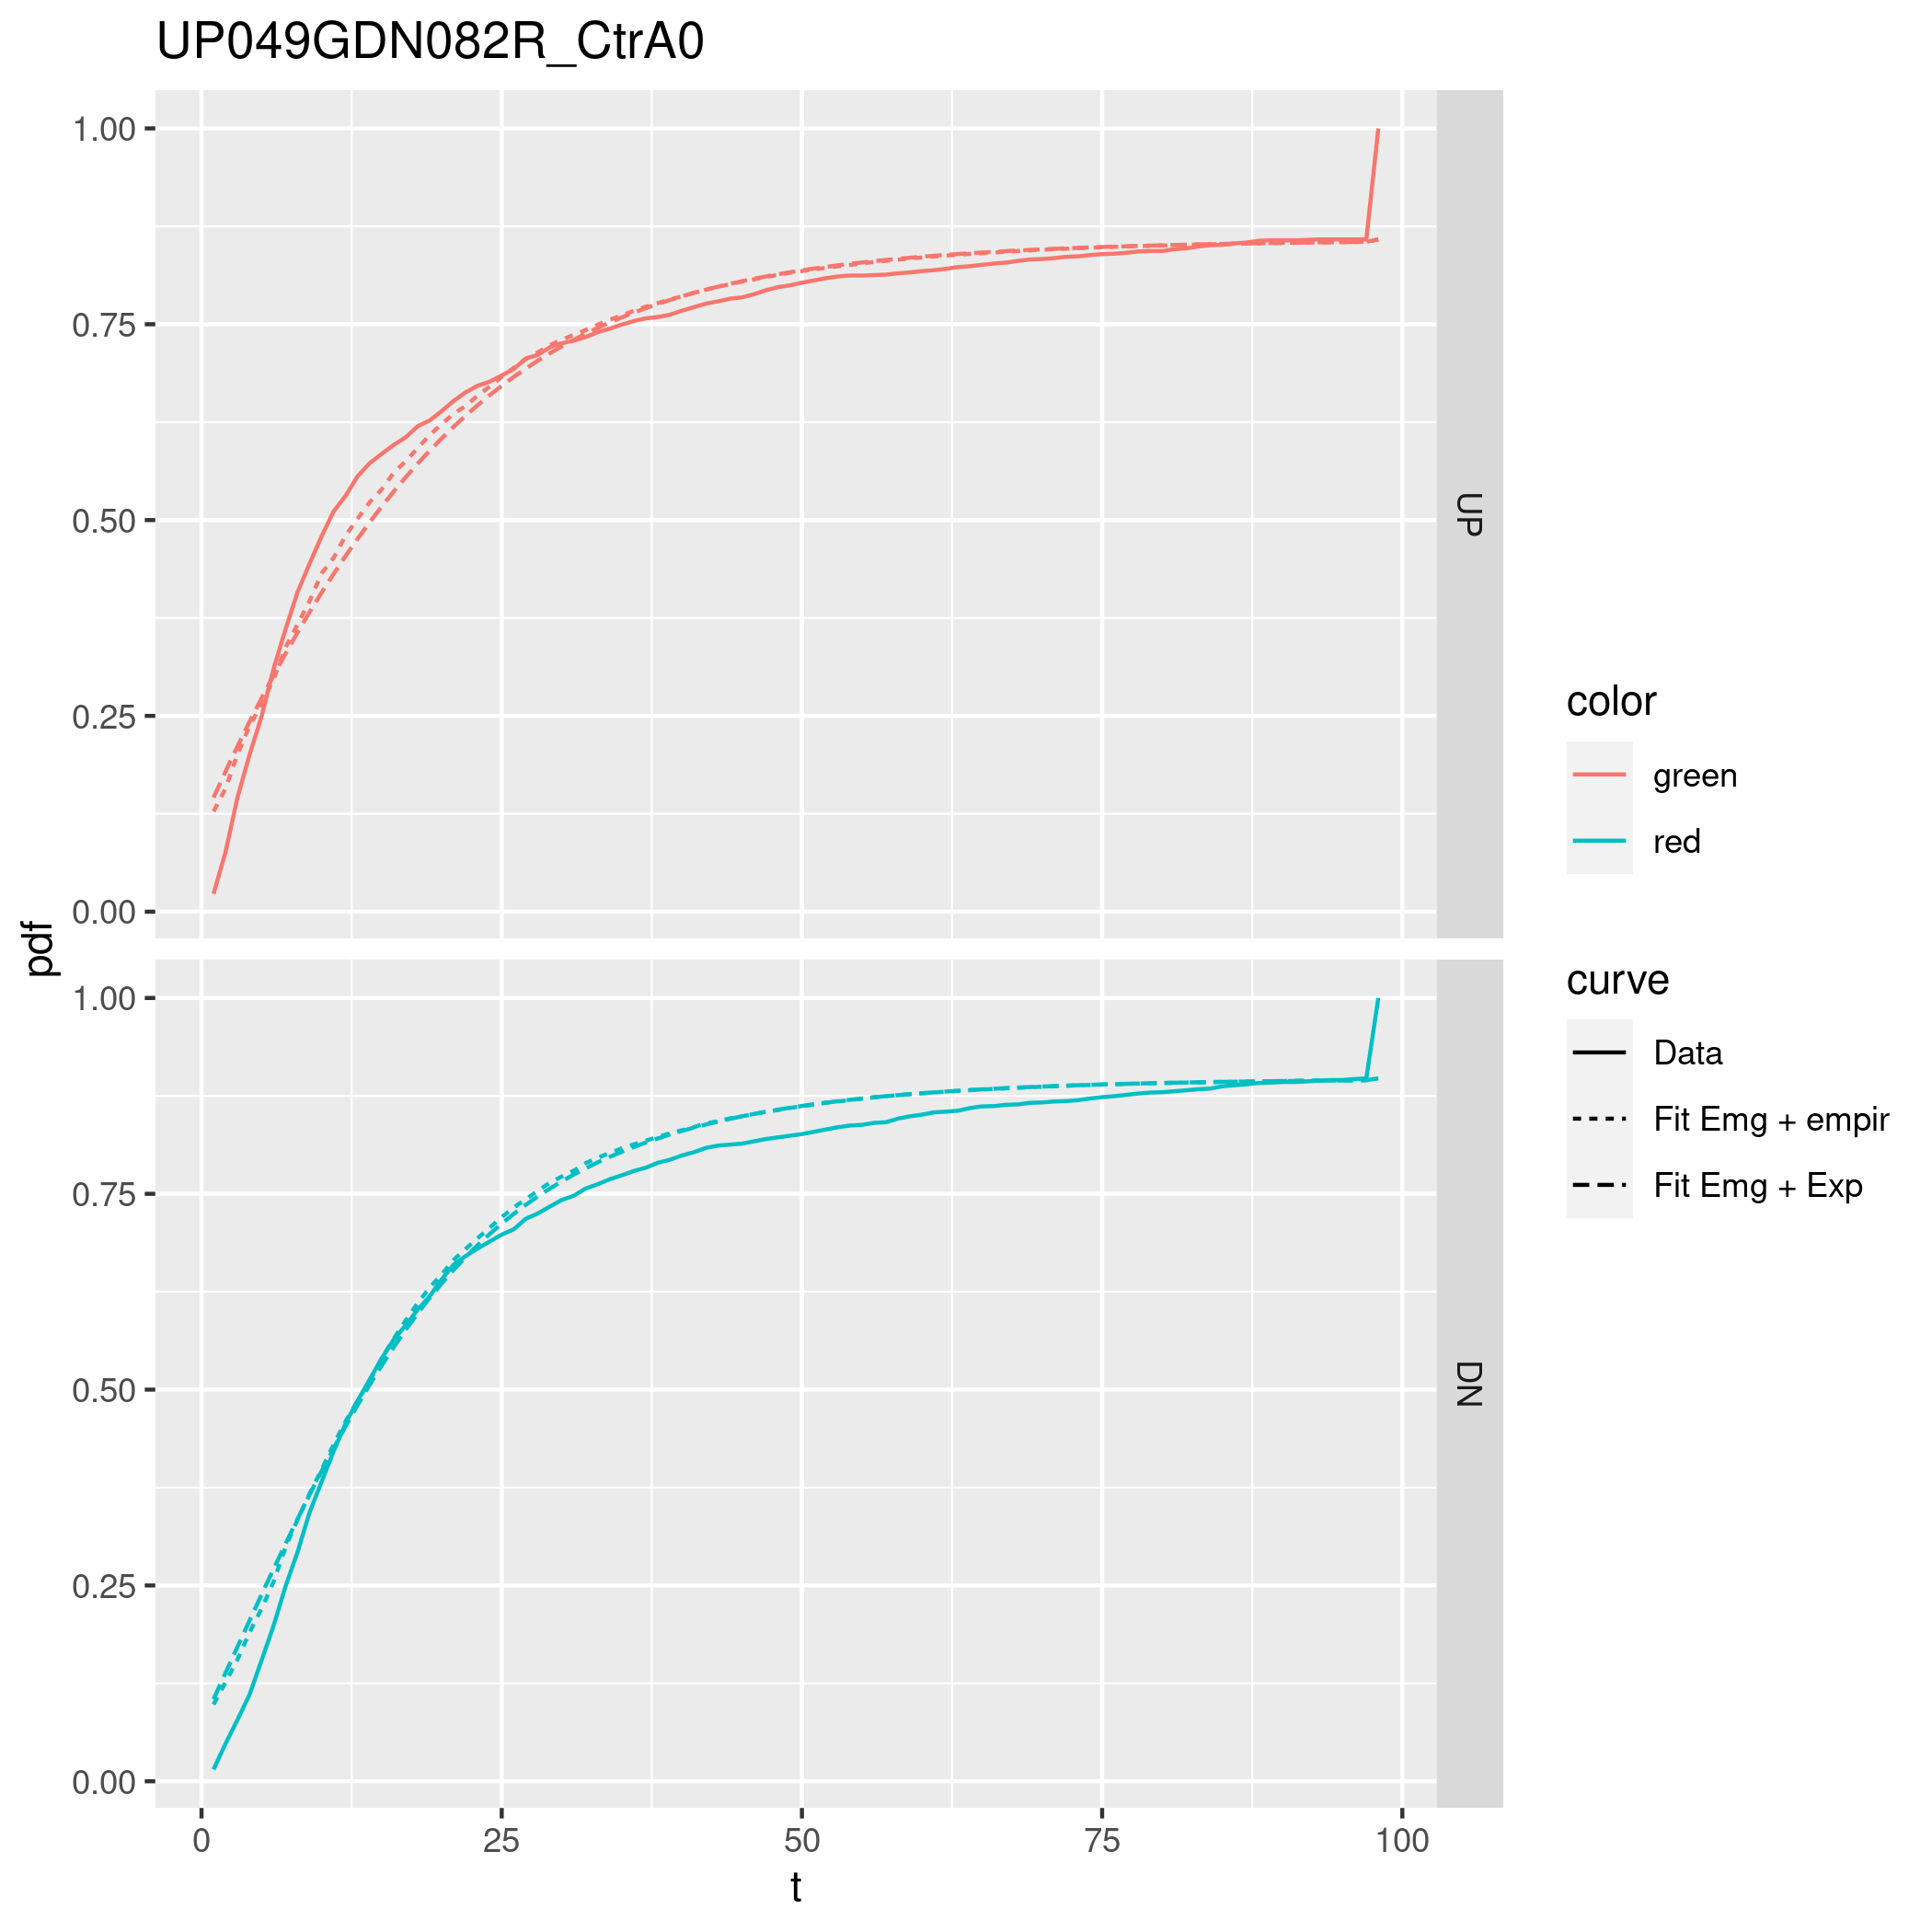 UP049GDN082R_CtrA0
pdf
1.00
0.75
0.50
0.25
0.00
UP
1.00
0.75
0.50
0.25
0.00
DN
0 25 50 75 100
t
color
green
red
curve
Data
Fit Emg + empir
Fit Emg + Exp